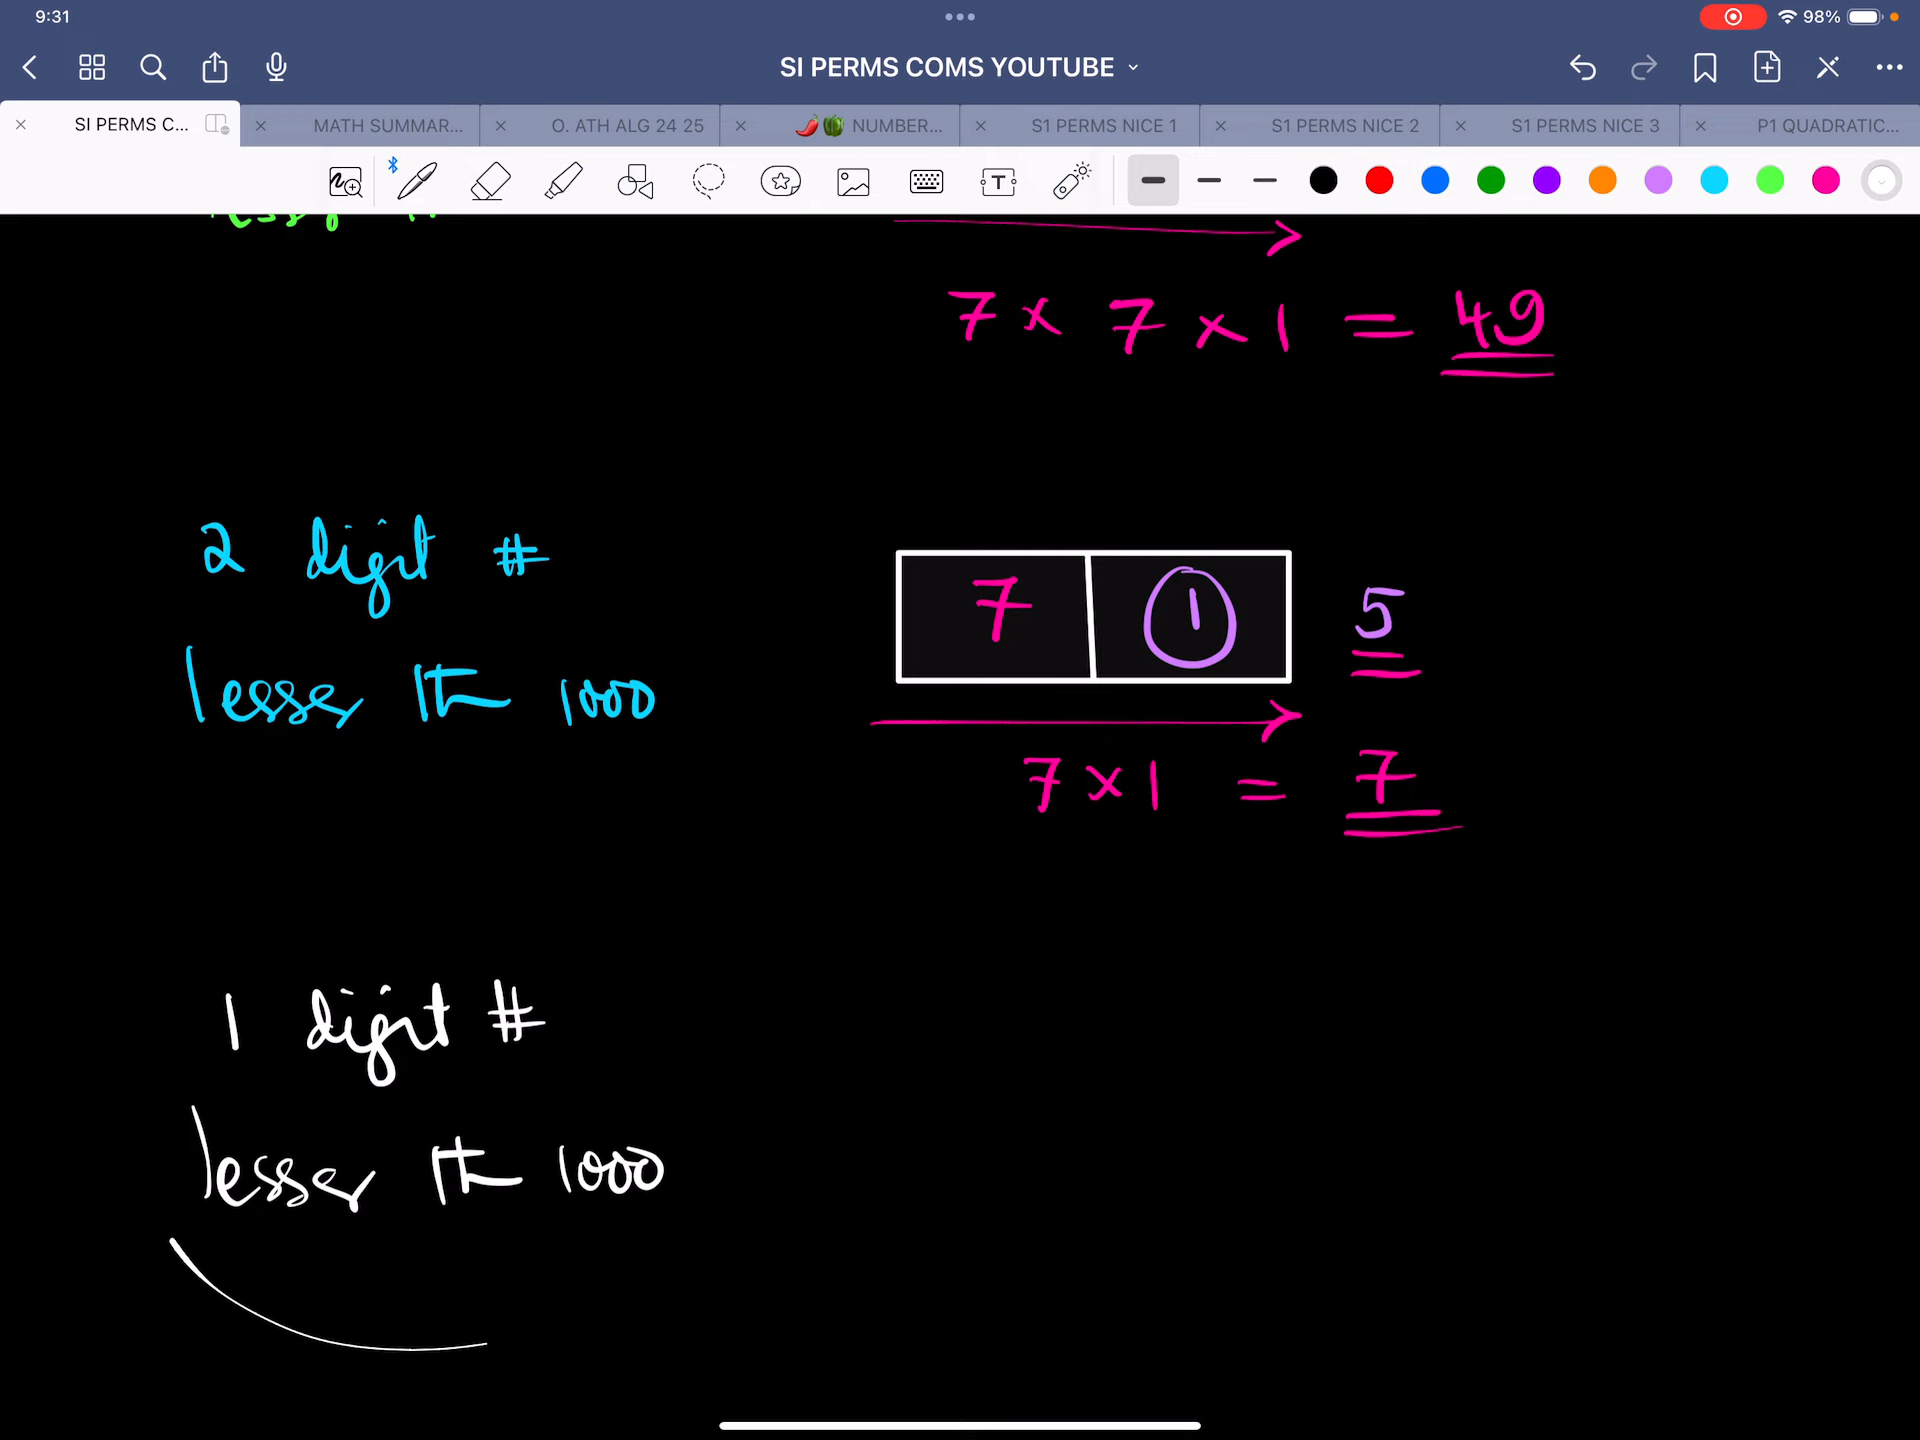 9:31
98%
SI PERMS COMS YOUTUBE
SI PERMS C...
MATH SUMMAR...
O. ATH ALG 24 25
🌶️🫑 NUMBER...
S1 PERMS NICE 1
S1 PERMS NICE 2
S1 PERMS NICE 3
P1 QUADRATIC...
7 x 7 x 1 = 49
2 digit #
7 1 5
lesser th 1000
7 x 1 = 7
1 digit #
lesser th 1000